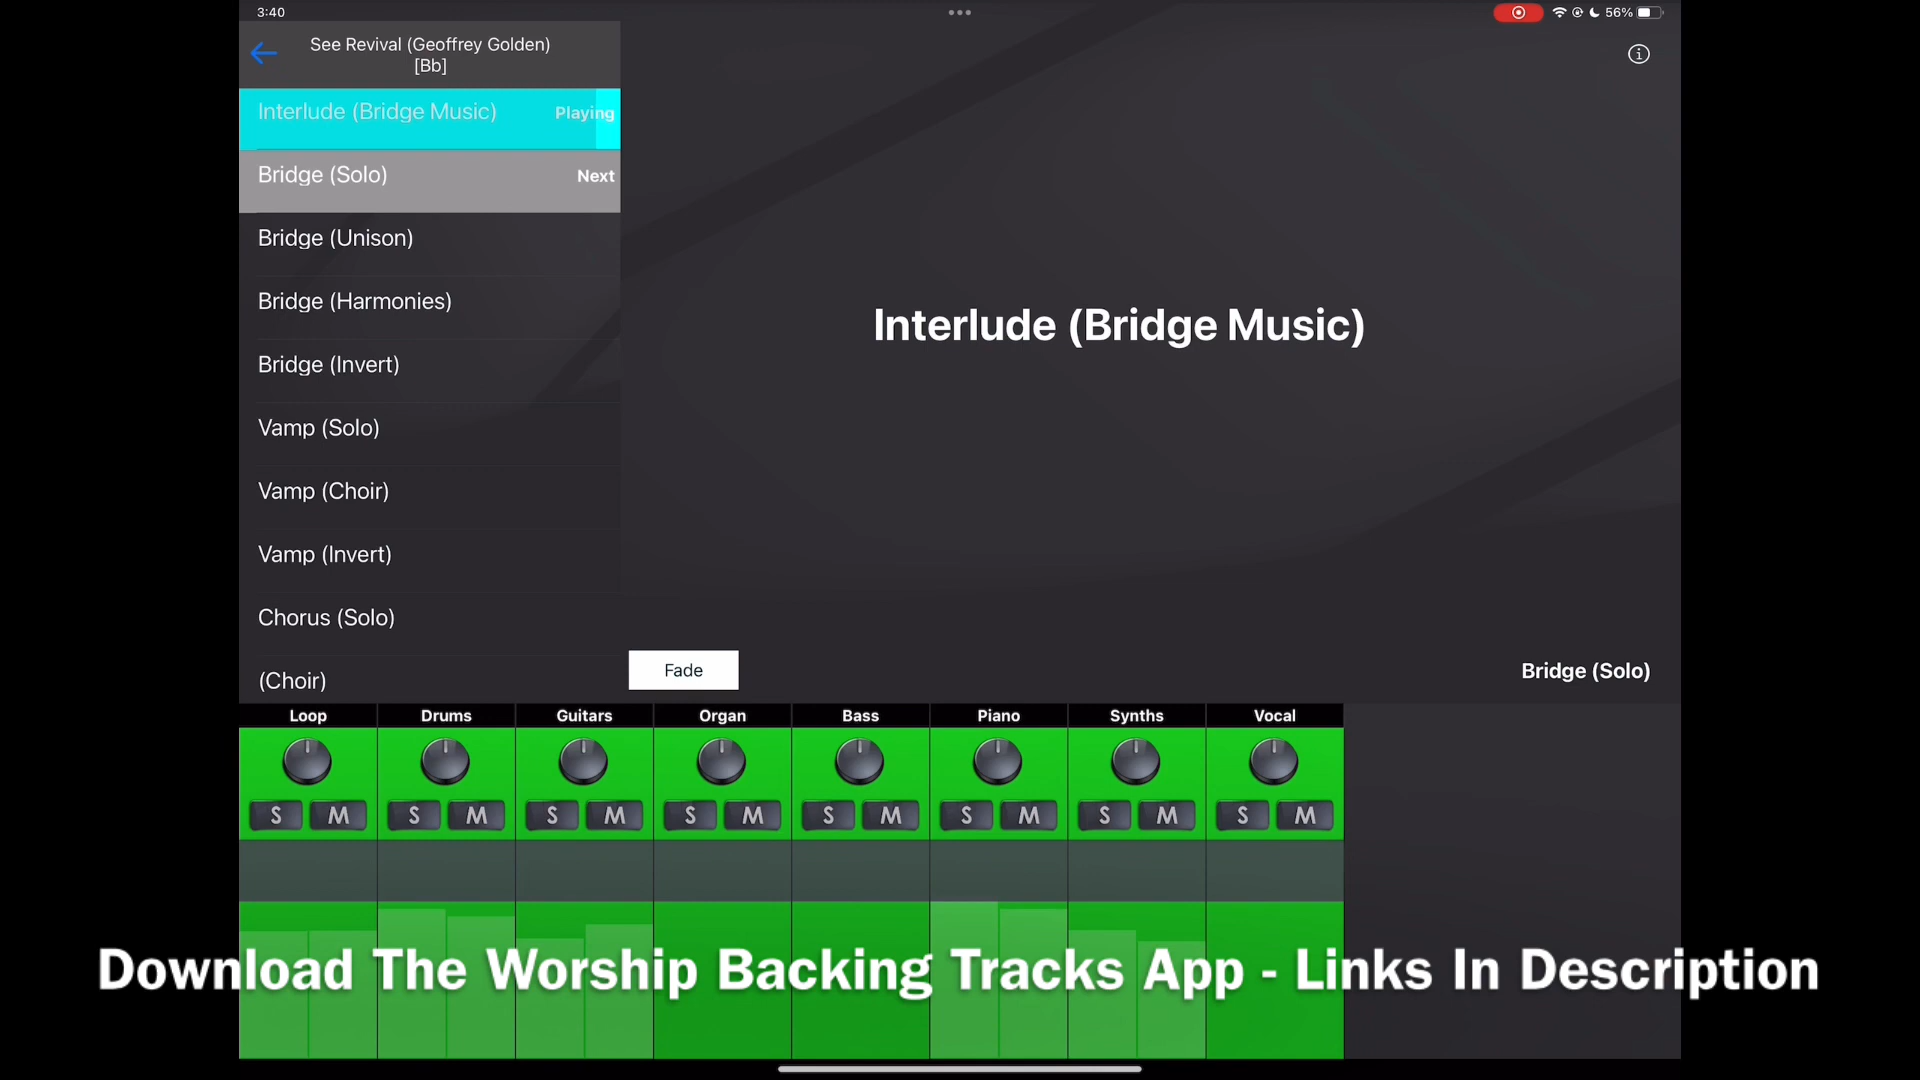 3:40
56%
See Revival (Geoffrey Golden)
[Bb]
Interlude (Bridge Music) Playing
Bridge (Solo) Next
Bridge (Unison)
Bridge (Harmonies)
Bridge (Invert)
Vamp (Solo)
Vamp (Choir)
Vamp (Invert)
Chorus (Solo)
(Choir)
Interlude (Bridge Music)
Fade
Bridge (Solo)
Loop Drums Guitars Organ Bass Piano Synths Vocal
S M S M S M S M S M S M S M S M
Download The Worship Backing Tracks App - Links In Description